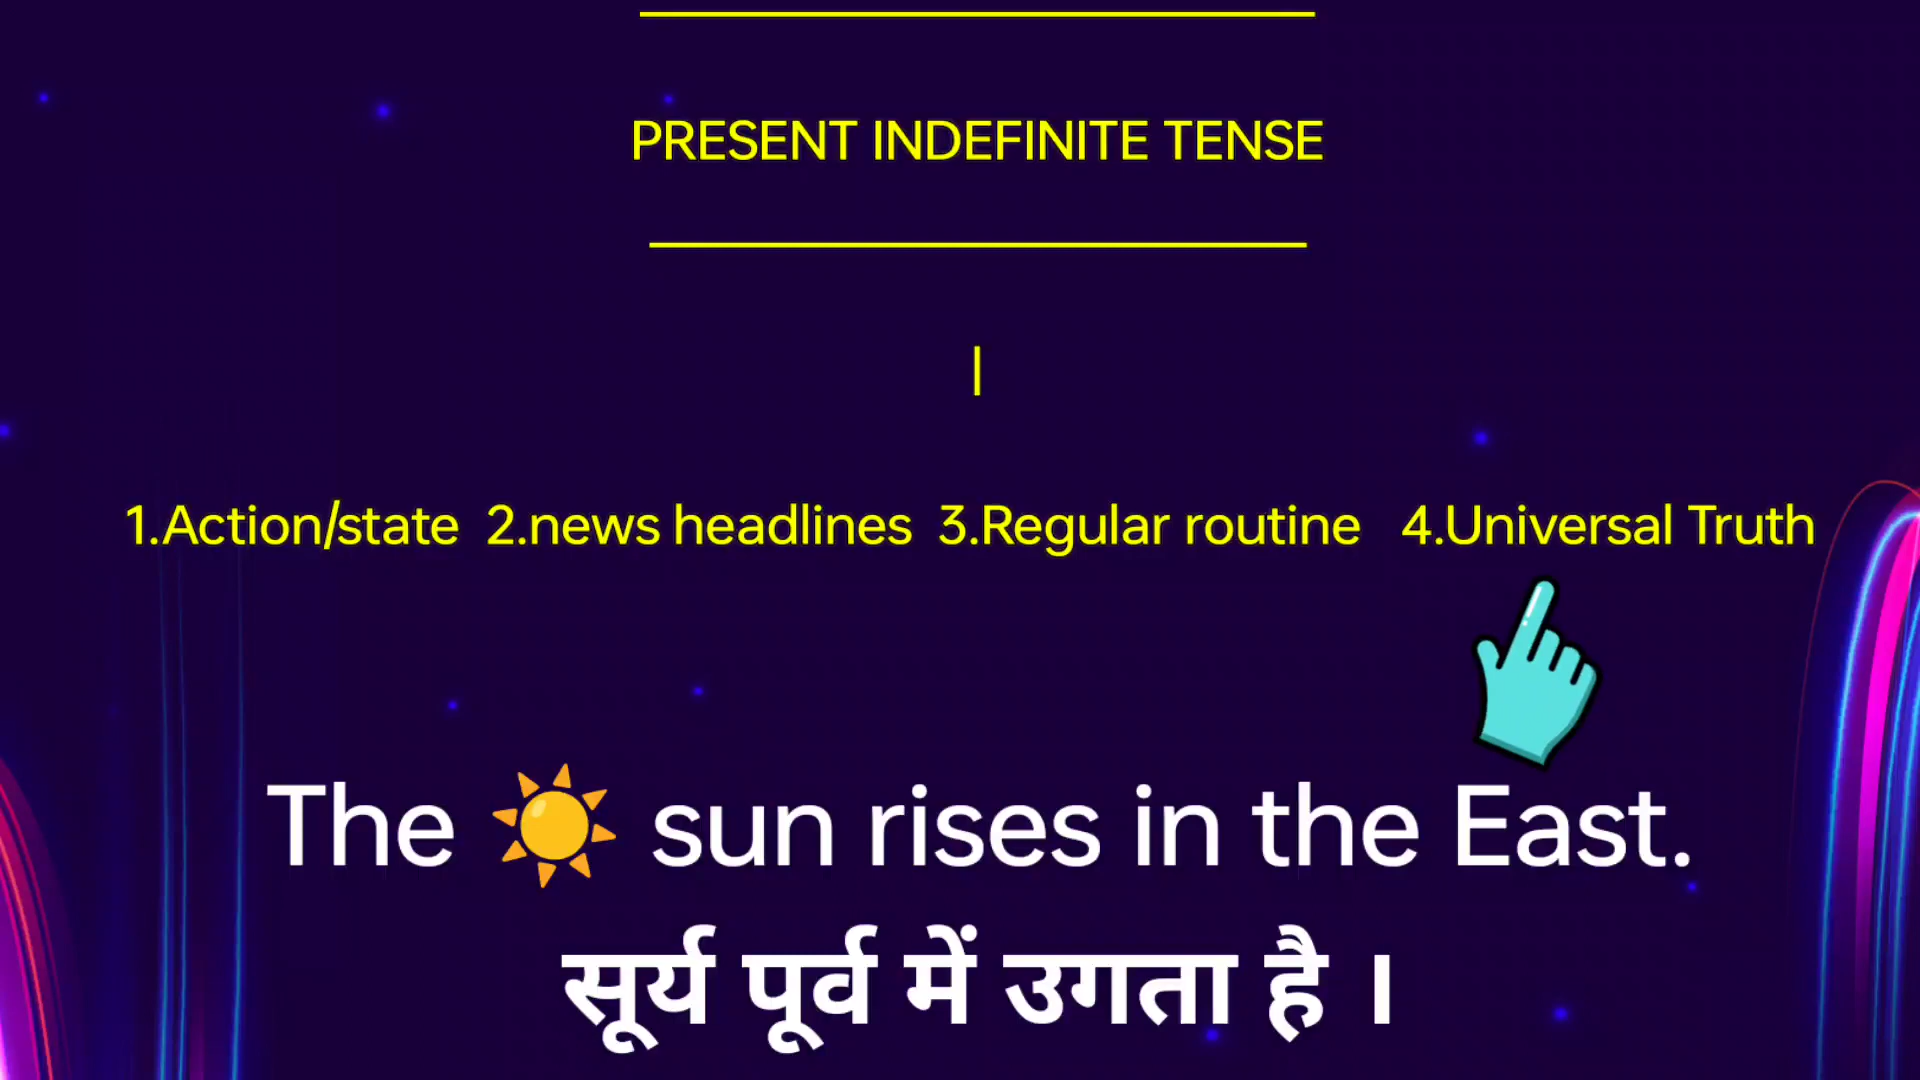 PRESENT INDEFINITE TENSE
|
1.Action/state 2.news headlines 3.Regular routine 4.Universal Truth
The ☀️ sun rises in the East.
सूर्य पूर्व में उगता है ।